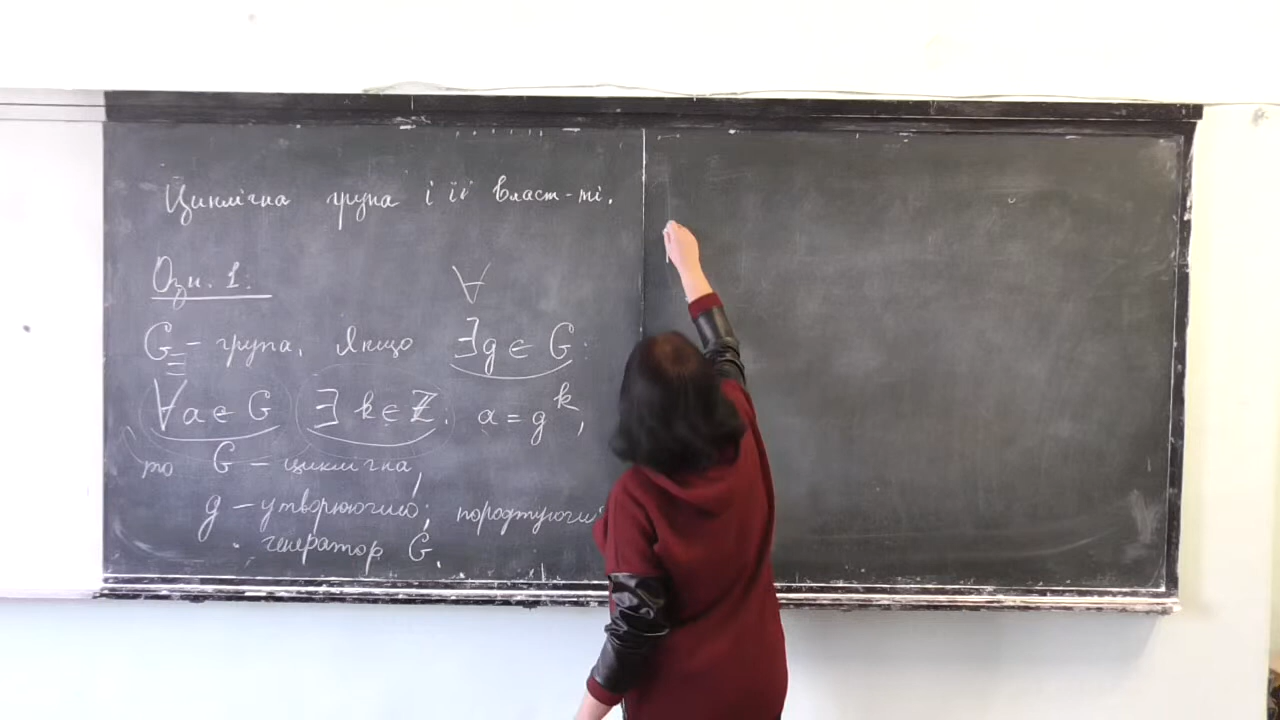 Циклічна група і її власт-ті.
Озн. 1:
∀
G – група. Якщо ∃g ∈ G:
∀a ∈ G ∃ k ∈ ℤ: a = g^k,
то G – циклічна,
g – утворюючий; породжуючий
генератор G.